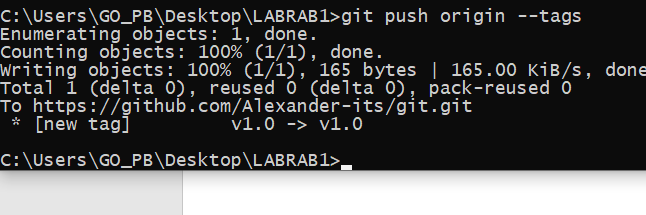 C:\Users\GO_PB\Desktop\LABRAB1>git push origin --tags
Enumerating objects: 1, done.
Counting objects: 100% (1/1), done.
Writing objects: 100% (1/1), 165 bytes | 165.00 KiB/s, done
Total 1 (delta 0), reused 0 (delta 0), pack-reused 0
To https://github.com/Alexander-its/git.git
 * [new tag]         v1.0 -> v1.0
C:\Users\GO_PB\Desktop\LABRAB1>